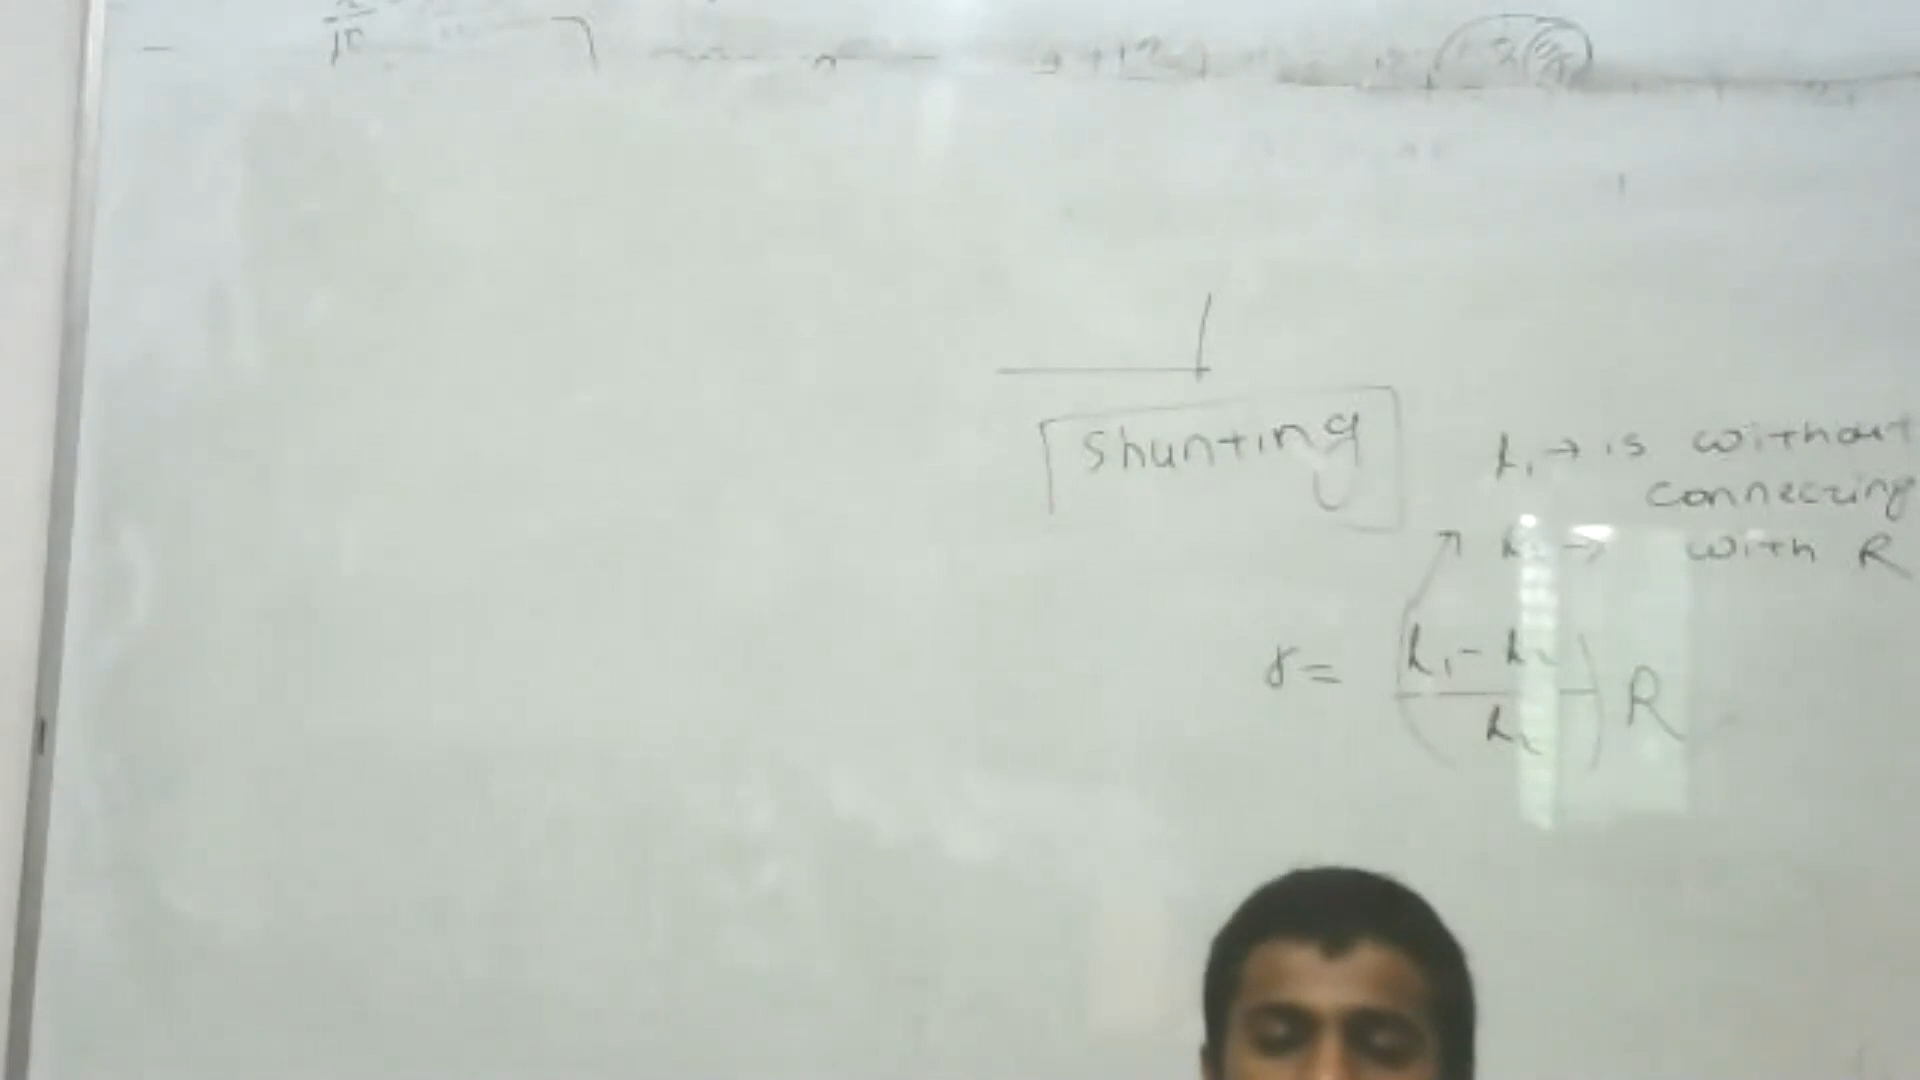 Shunting
L₁ → is without
connecting
L₂ → with R
r = (L₁ - L₂ / L₂) R